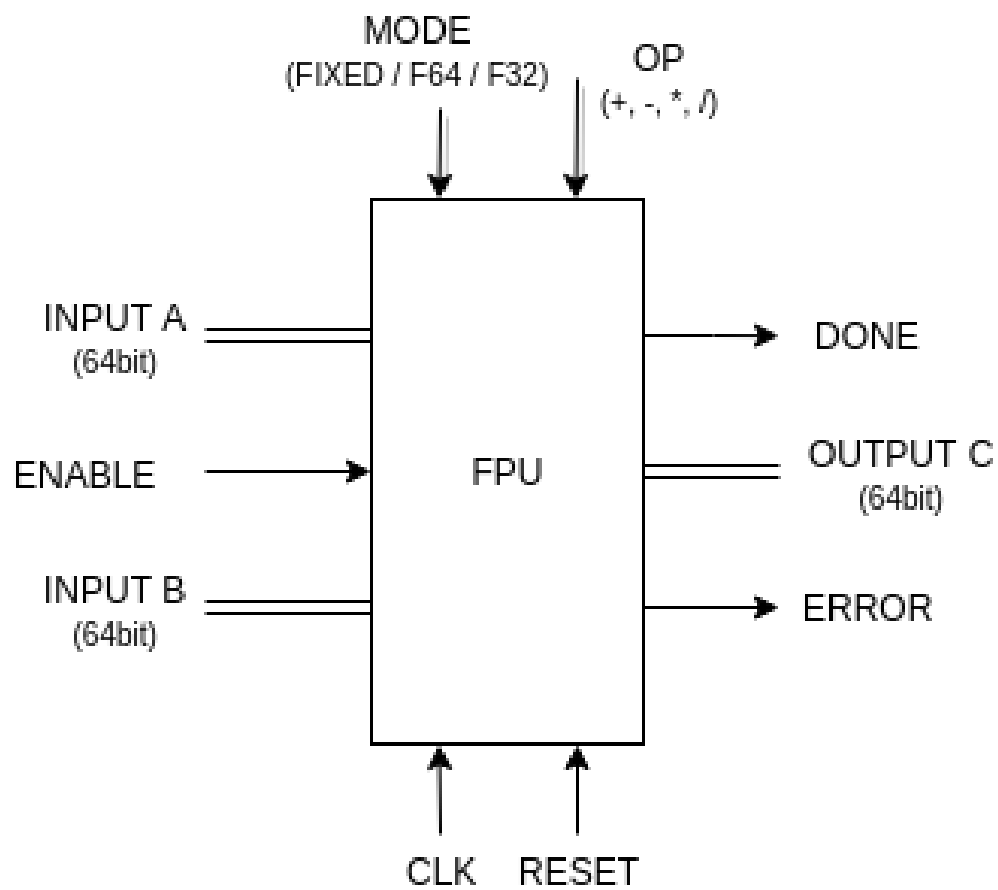 MODE
(FIXED / F64 / F32)
OP
(+, -, *, /)
INPUT A
(64bit)
DONE
ENABLE
FPU
OUTPUT C
(64bit)
INPUT B
(64bit)
ERROR
CLK
RESET